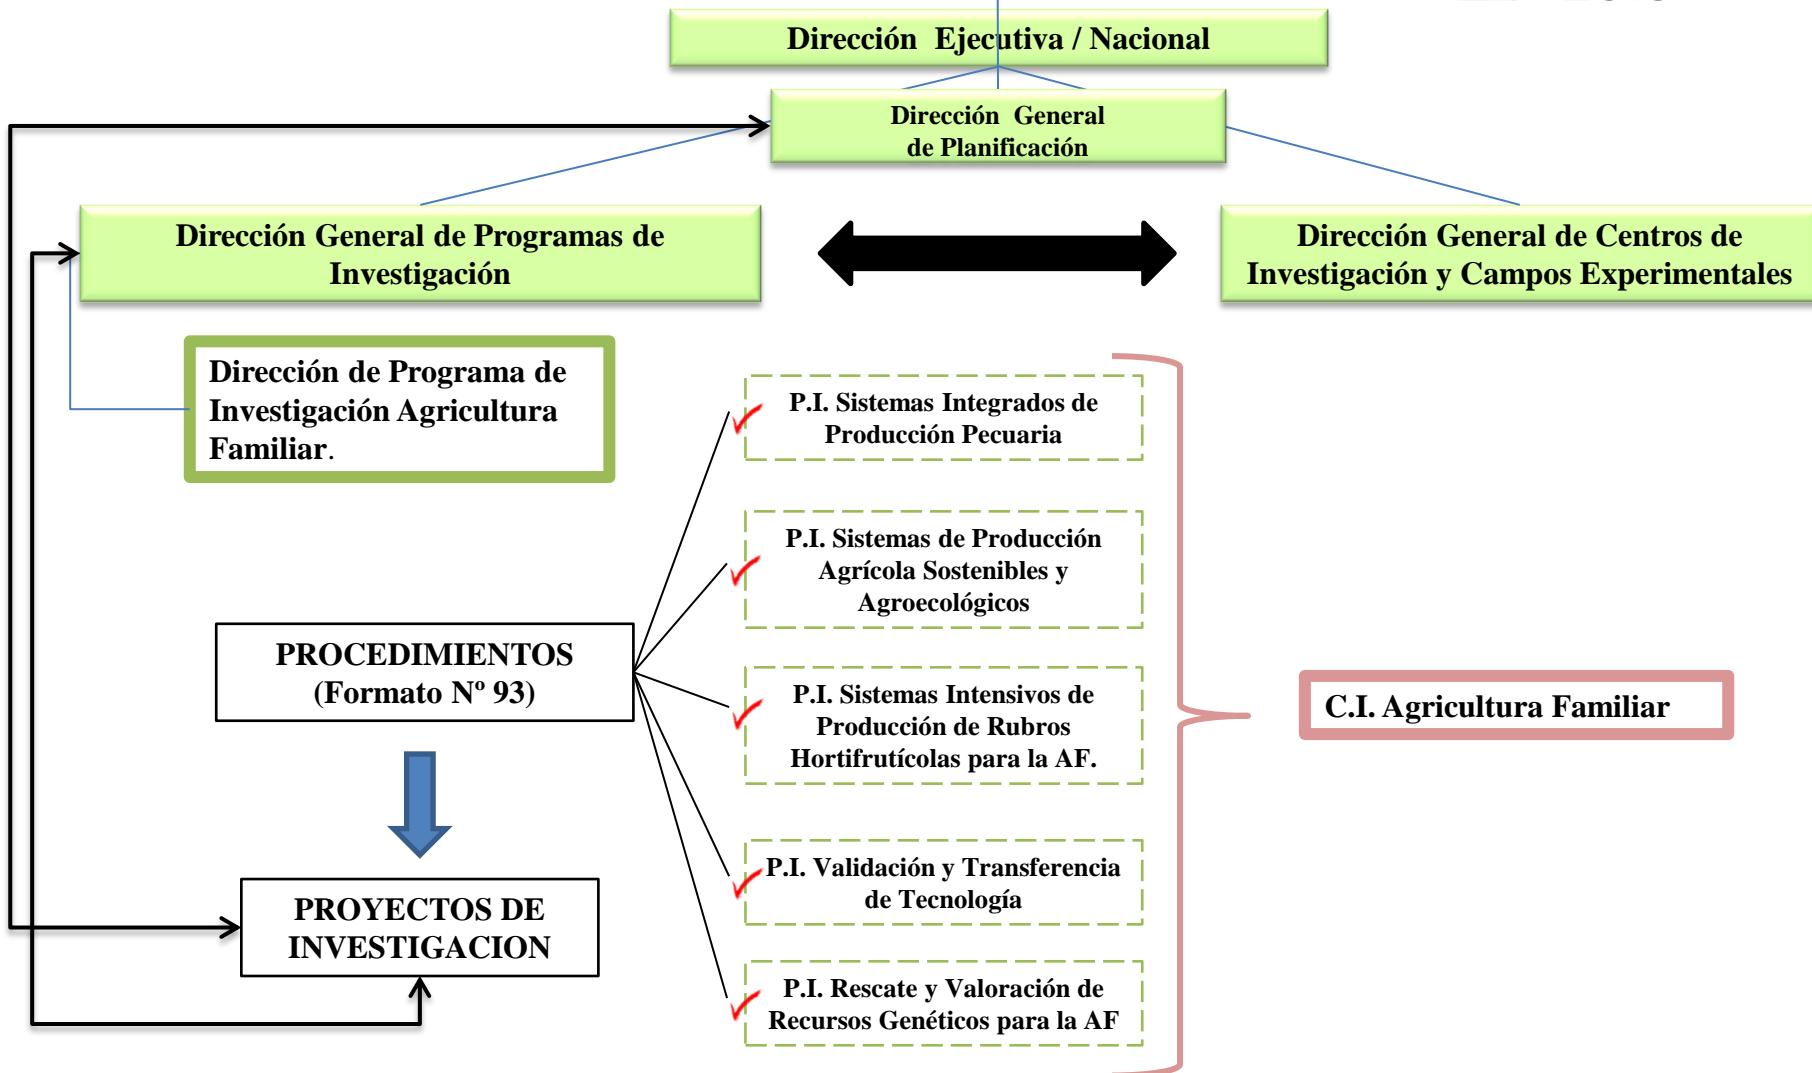 Dirección Ejecutiva / Nacional
Dirección General
de Planificación
Dirección General de Programas de
Investigación
Dirección General de Centros de
Investigación y Campos Experimentales
Dirección de Programa de
Investigación Agricultura
Familiar.
P.I. Sistemas Integrados de
Producción Pecuaria
P.I. Sistemas de Producción
Agrícola Sostenibles y
Agroecológicos
PROCEDIMIENTOS
(Formato Nº 93)
P.I. Sistemas Intensivos de
Producción de Rubros
Hortifrutícolas para la AF.
C.I. Agricultura Familiar
P.I. Validación y Transferencia
de Tecnología
PROYECTOS DE
INVESTIGACION
P.I. Rescate y Valoración de
Recursos Genéticos para la AF